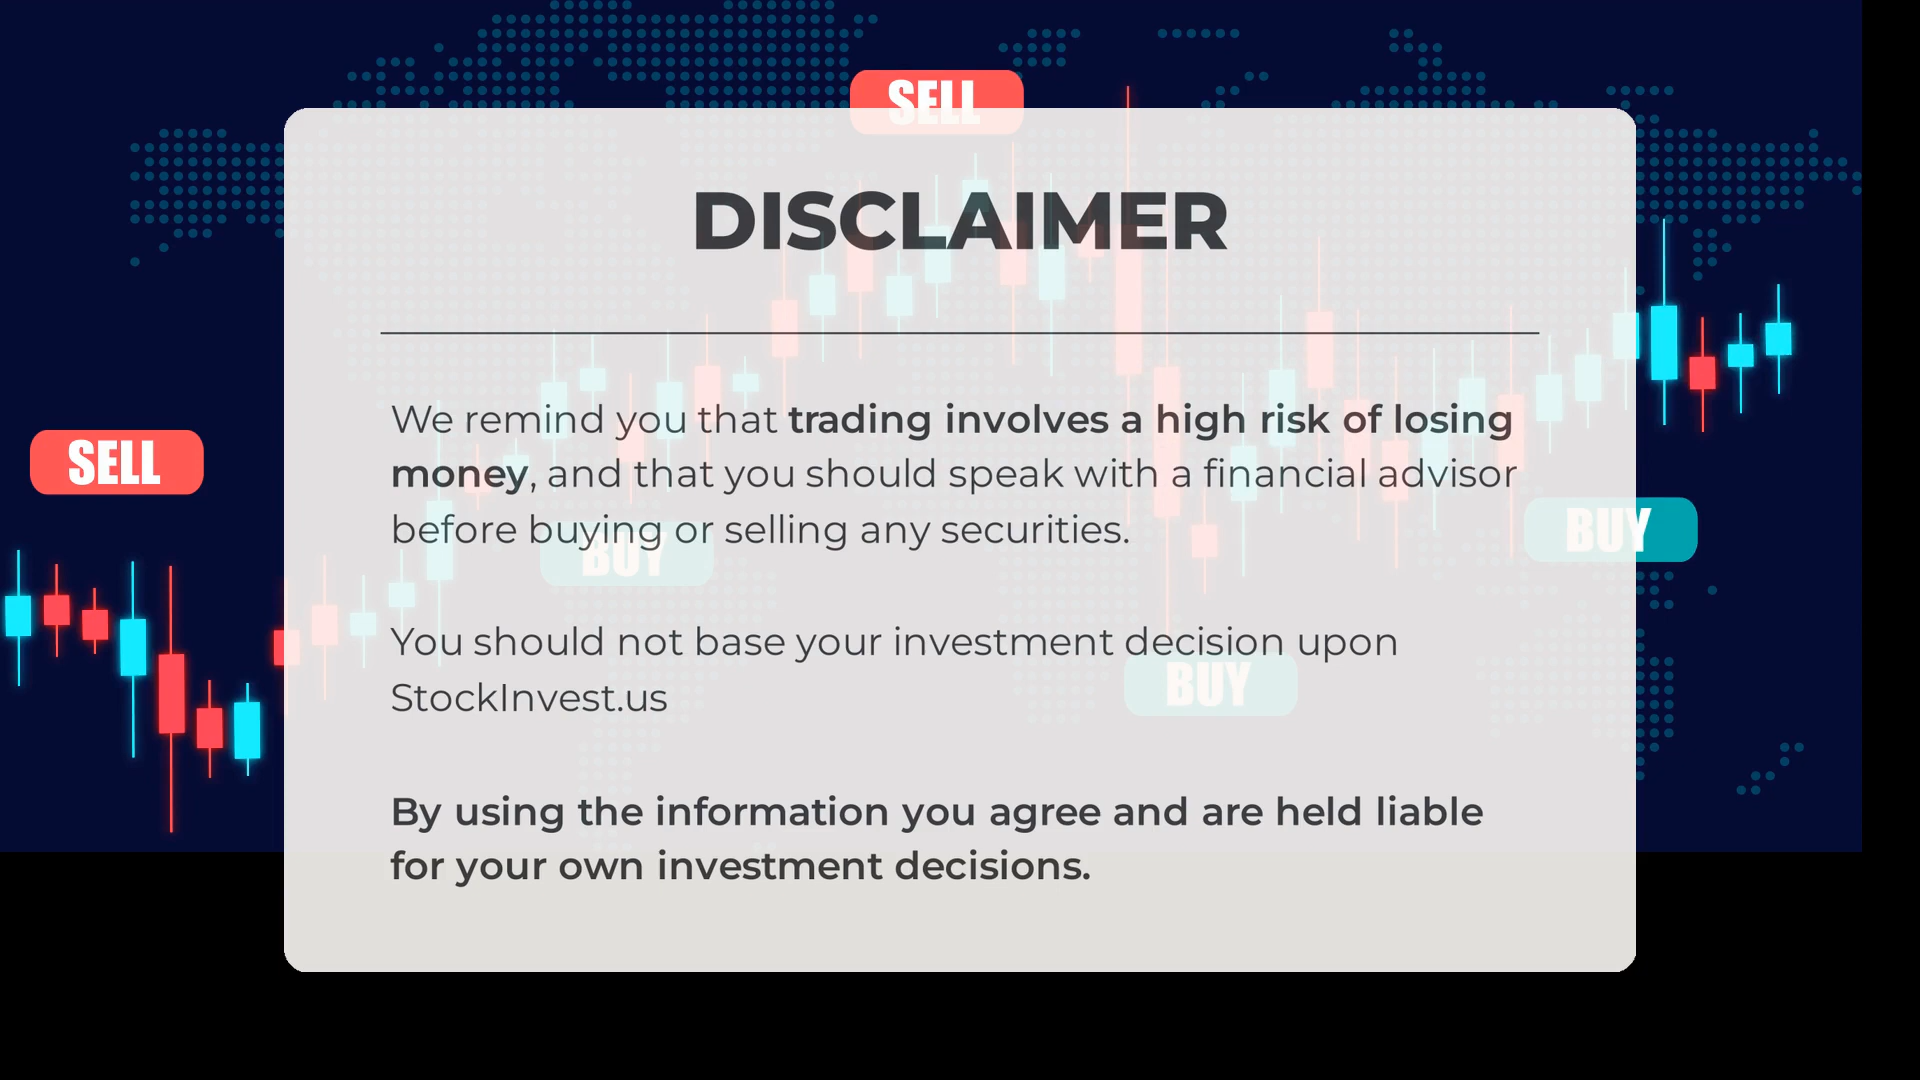 SELL
DISCLAIMER
We remind you that trading involves a high risk of losing
money, and that you should speak with a financial advisor
before buying or selling any securities.
SELL
BUY
BUY
You should not base your investment decision upon
StockInvest.us
BUY
By using the information you agree and are held liable
for your own investment decisions.